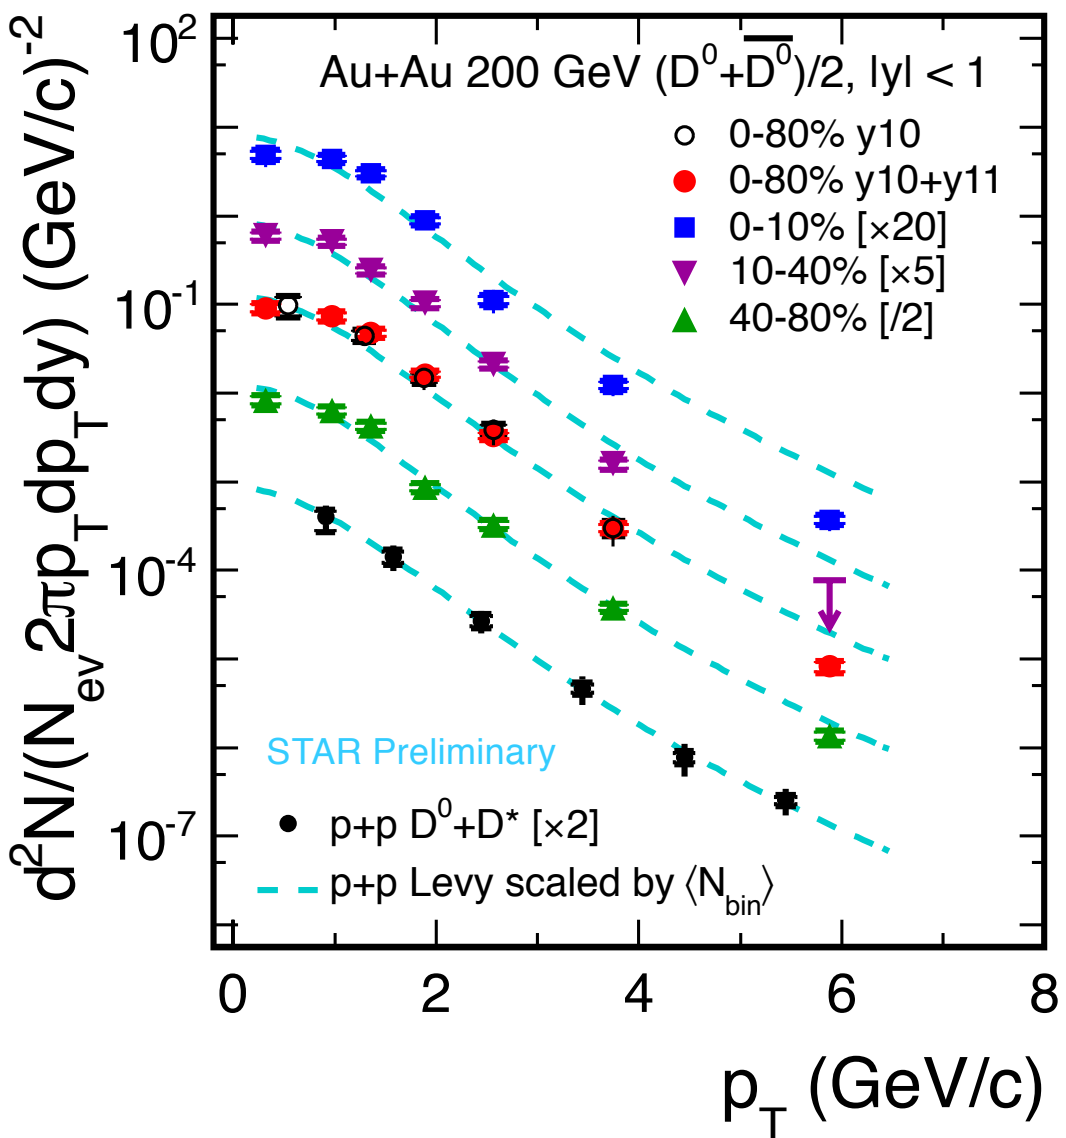 Au+Au 200 GeV (D⁰+D̅⁰)/2, |y| < 1
0-80% y10
0-80% y10+y11
0-10% [×20]
10-40% [×5]
40-80% [/2]
STAR Preliminary
p+p D⁰+D* [×2]
p+p Levy scaled by ⟨N_bin⟩
d²N/(N_ev 2πp_T dp_T dy) (GeV/c)⁻²
10²
10⁻¹
10⁻⁴
10⁻⁷
0 2 4 6 8
p_T (GeV/c)